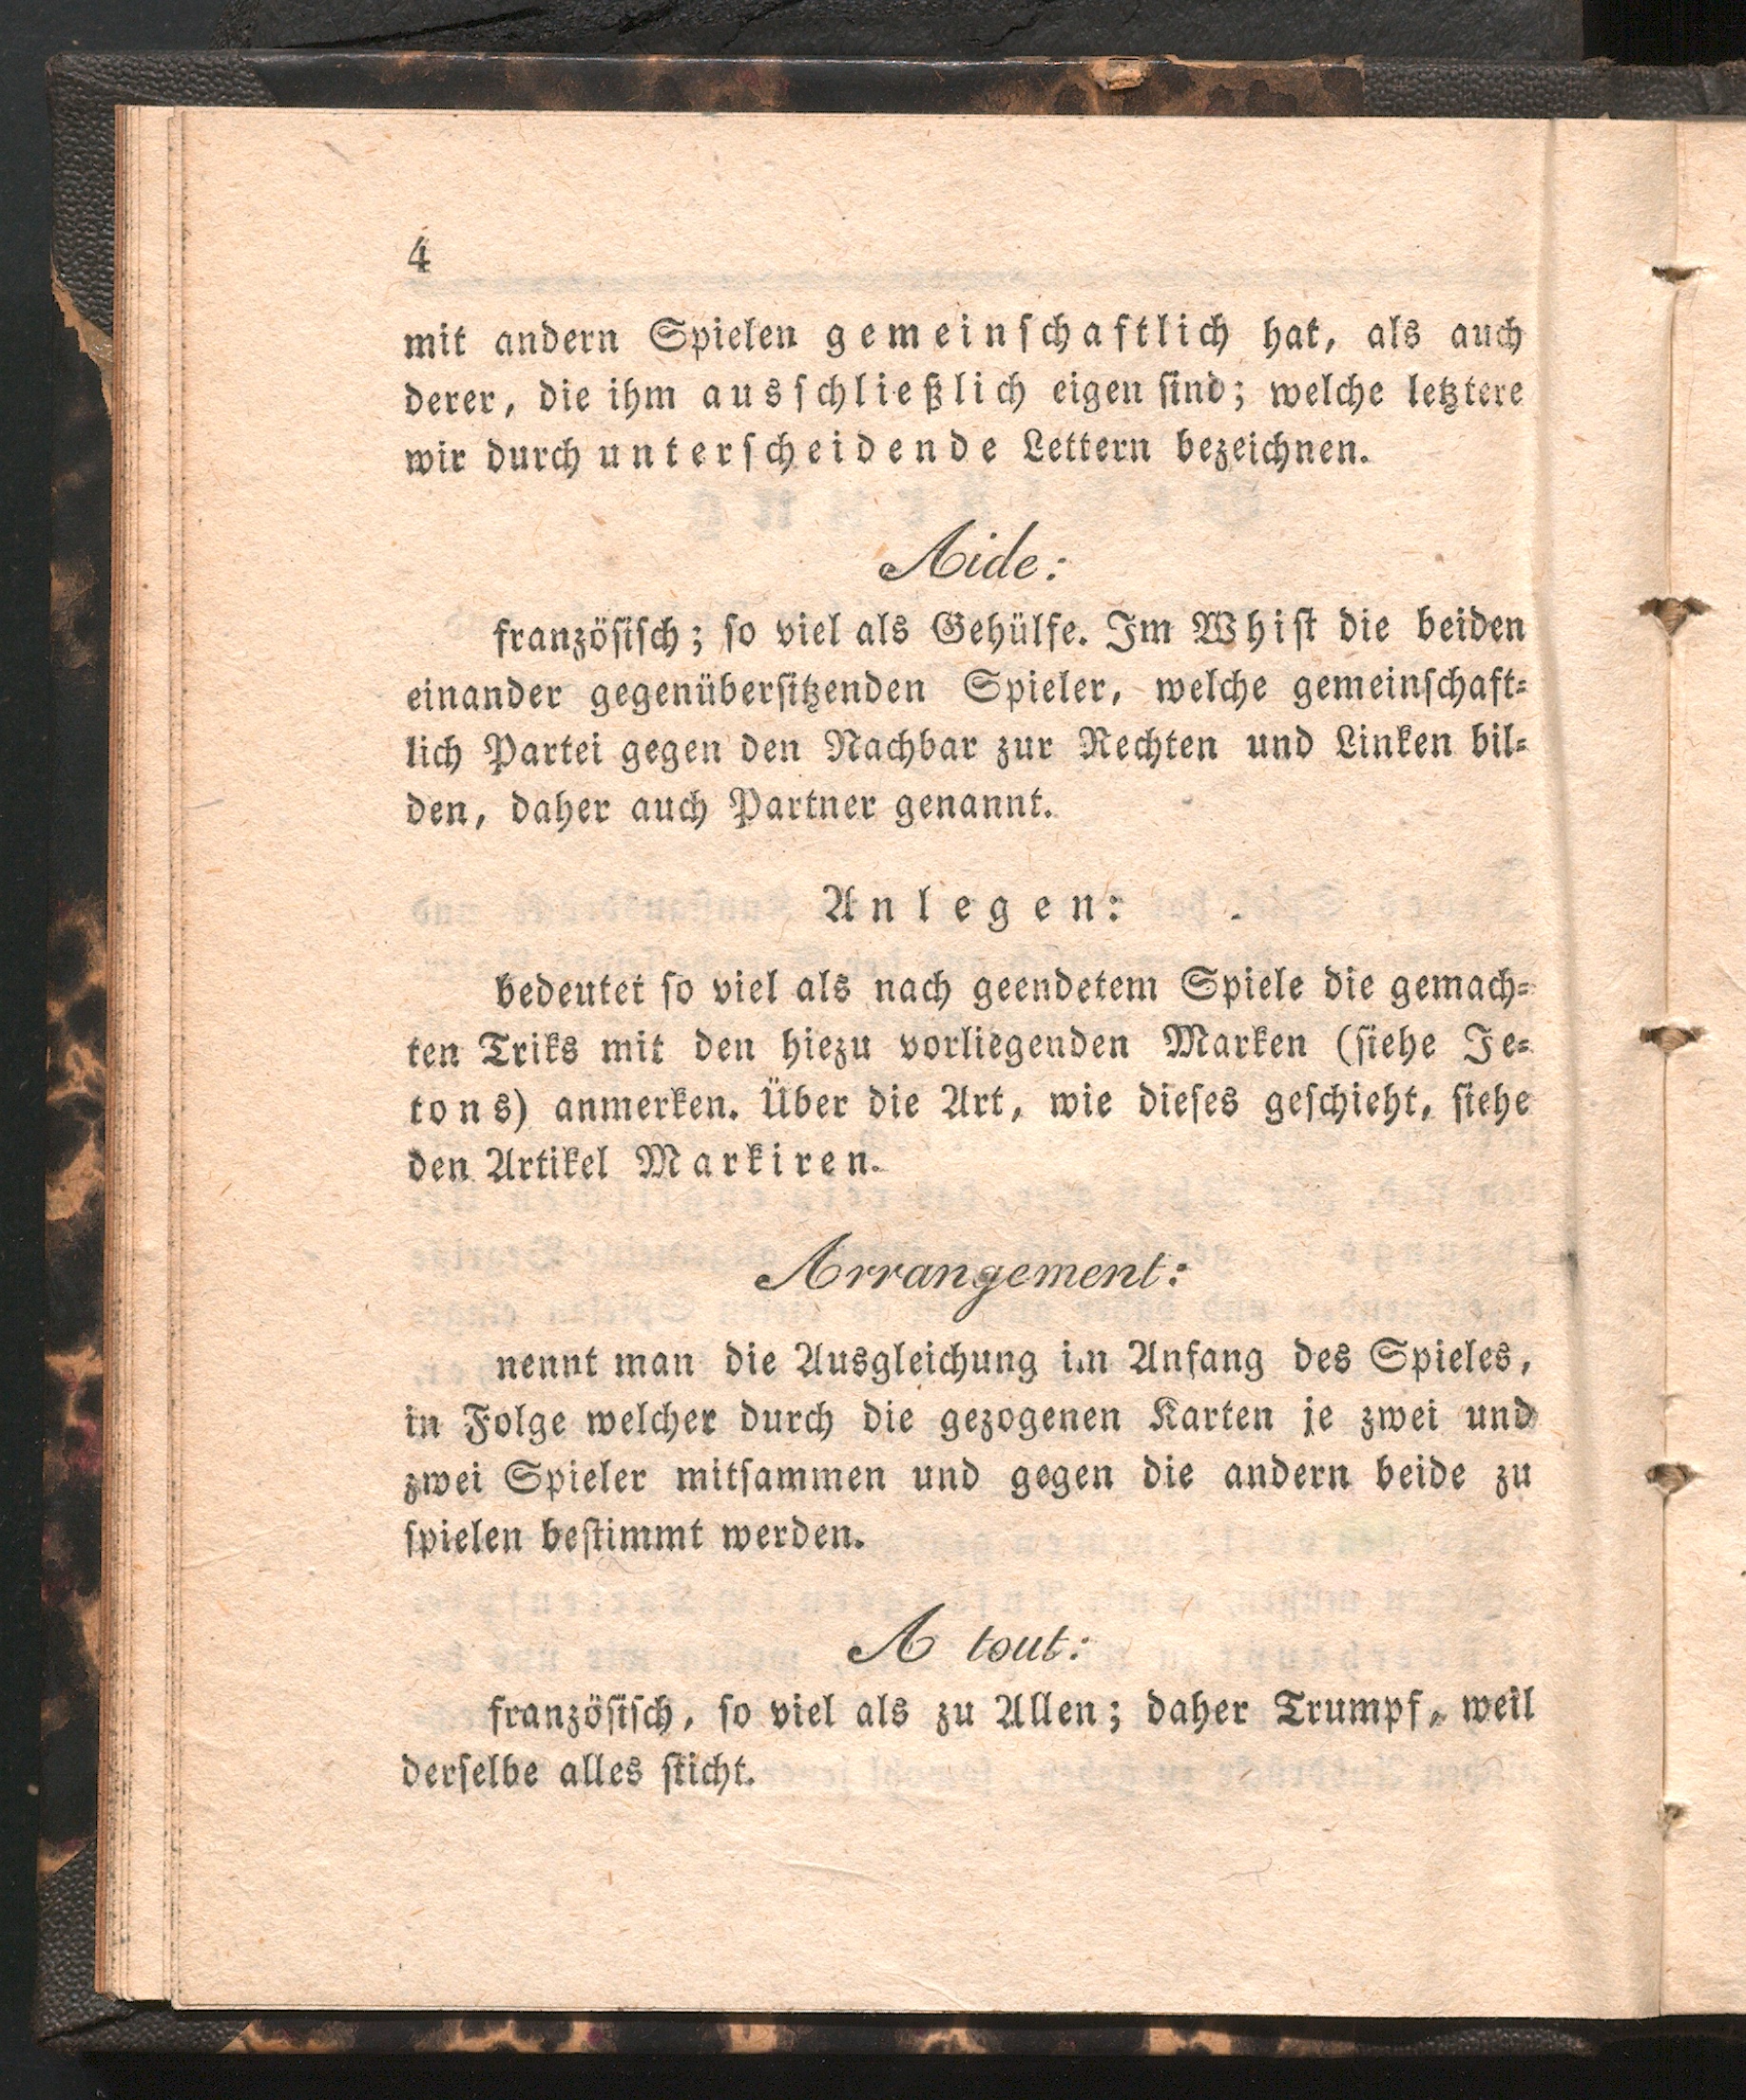 4
mit andern Spielen gemeinschaftlich hat, als auch
derer, die ihm ausschließlich eigen sind; welche letztere
wir durch unterscheidende Lettern bezeichnen.
Aide:
französisch; so viel als Gehülfe. Im Whist die beiden
einander gegenübersitzenden Spieler, welche gemeinschaft-
lich Partei gegen den Nachbar zur Rechten und Linken bil-
den, daher auch Partner genannt.
Anlegen:
bedeutet so viel als nach geendetem Spiele die gemach-
ten Triks mit den hiezu vorliegenden Marken (siehe Je-
tons) anmerken. Über die Art, wie dieses geschieht, siehe
den Artikel Markiren.
Arrangement:
nennt man die Ausgleichung im Anfang des Spieles,
in Folge welcher durch die gezogenen Karten je zwei und
zwei Spieler mitsammen und gegen die andern beide zu
spielen bestimmt werden.
A tout:
französisch, so viel als zu Allen; daher Trumpf, weil
derselbe alles sticht.